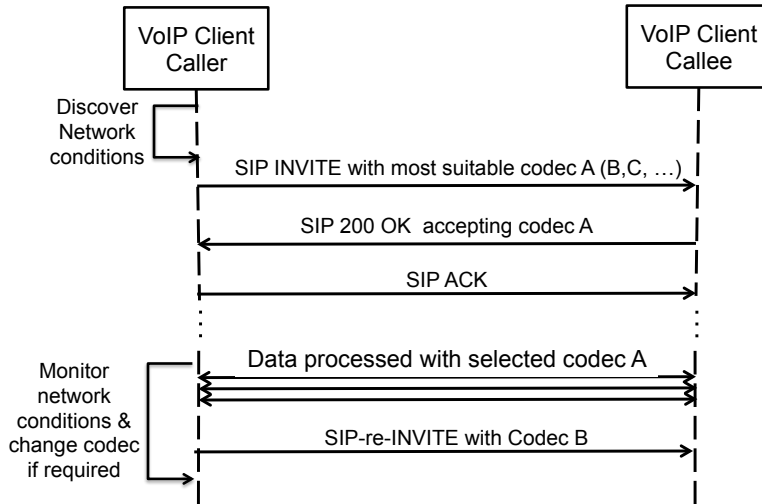 VoIP Client
Caller
VoIP Client
Callee
Discover
Network
conditions
SIP INVITE with most suitable codec A (B,C, ...)
SIP 200 OK accepting codec A
SIP ACK
Data processed with selected codec A
Monitor
network
conditions &
change codec
if required
SIP-re-INVITE with Codec B